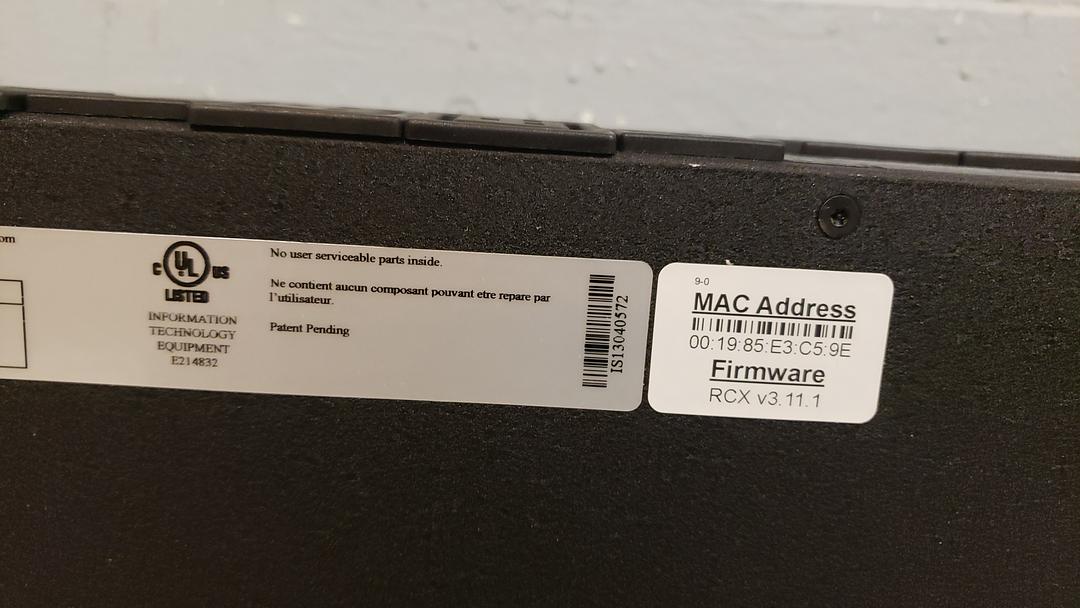 om
C UL US
LISTED
INFORMATION
TECHNOLOGY
EQUIPMENT
E214832
No user serviceable parts inside.
Ne contient aucun composant pouvant etre repare par
l'utilisateur.
Patent Pending
IS13040572
9-0
MAC Address
00:19:85:E3:C5:9E
Firmware
RCX v3.11.1